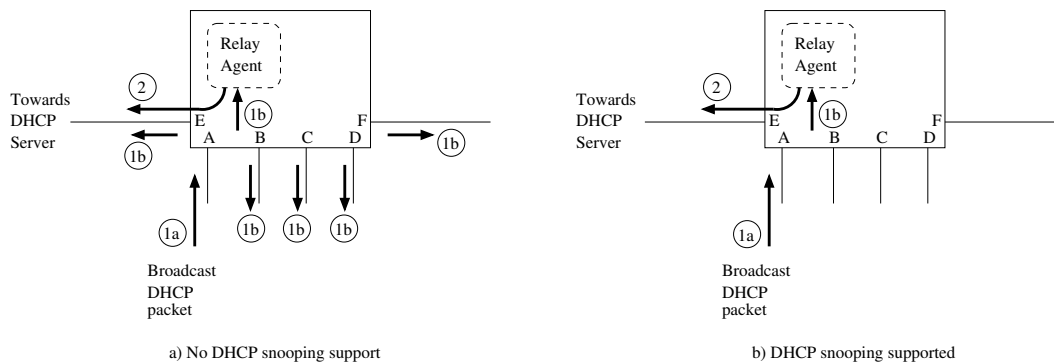 Relay
Agent
2
Towards
DHCP
Server
1b
E
F
A
B
C
D
1b
1b
1a
1b
1b
1b
Broadcast
DHCP
packet
a) No DHCP snooping support
Relay
Agent
2
Towards
DHCP
Server
1b
E
F
A
B
C
D
1a
Broadcast
DHCP
packet
b) DHCP snooping supported